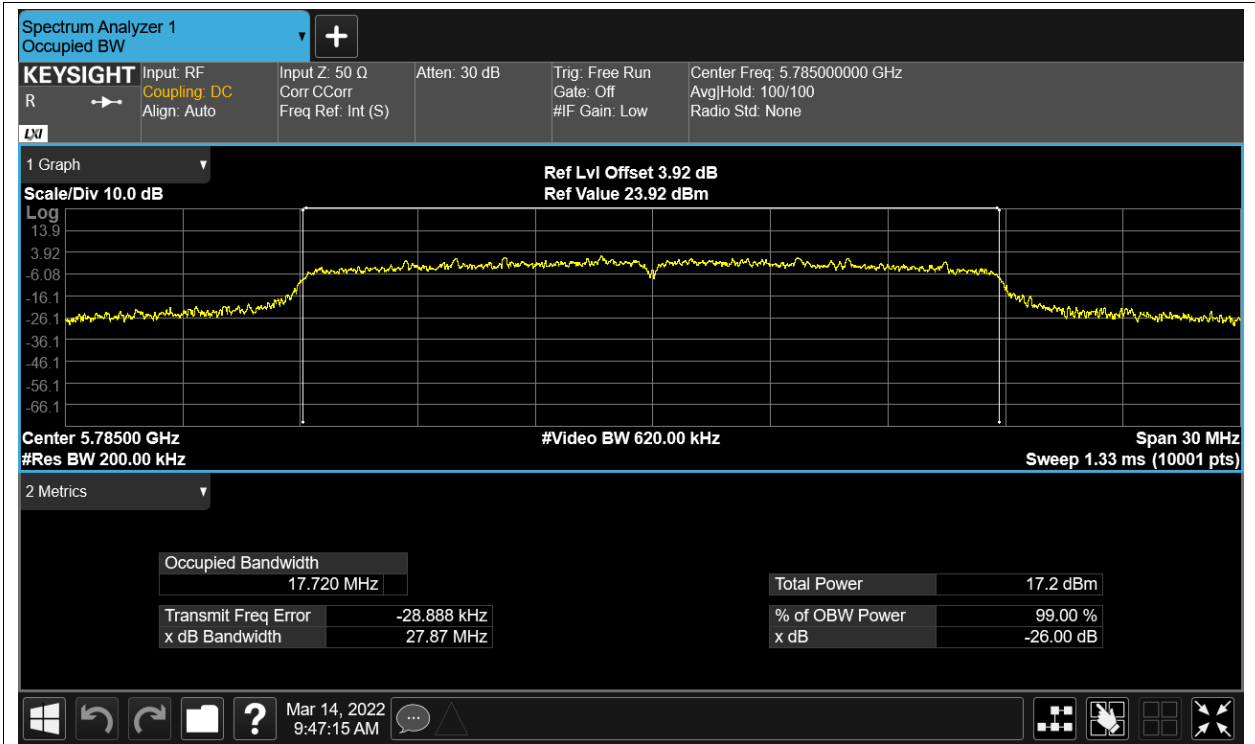 Spectrum Analyzer 1
Occupied BW
KEYSIGHT
R
LXI
Input: RF
Coupling: DC
Align: Auto
Input Z: 50 Ω
Corr CCorr
Freq Ref: Int (S)
Atten: 30 dB
Trig: Free Run
Gate: Off
#IF Gain: Low
Center Freq: 5.785000000 GHz
Avg|Hold: 100/100
Radio Std: None
1 Graph
Scale/Div 10.0 dB
Ref Lvl Offset 3.92 dB
Ref Value 23.92 dBm
Log
13.9
3.92
-6.08
-16.1
-26.1
-36.1
-46.1
-56.1
-66.1
Center 5.78500 GHz
#Video BW 620.00 kHz
Span 30 MHz
#Res BW 200.00 kHz
Sweep 1.33 ms (10001 pts)
2 Metrics
Occupied Bandwidth
17.720 MHz
Transmit Freq Error -28.888 kHz
x dB Bandwidth 27.87 MHz
Total Power 17.2 dBm
% of OBW Power 99.00 %
x dB -26.00 dB
?
Mar 14, 2022
9:47:15 AM